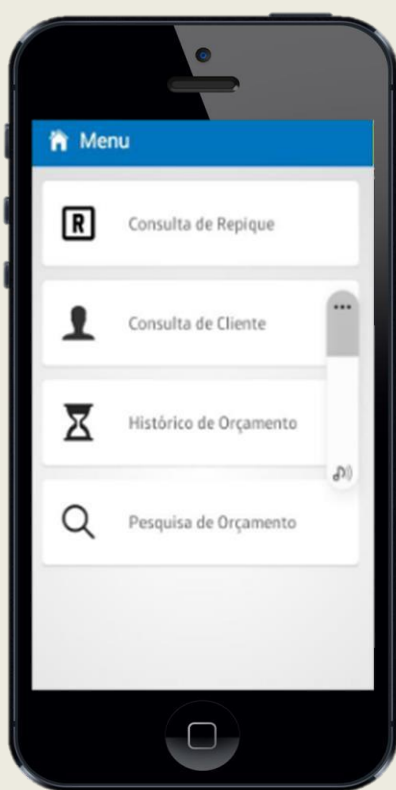 Menu
R
Consulta de Repique
Consulta de Cliente
Histórico de Orçamento
Pesquisa de Orçamento